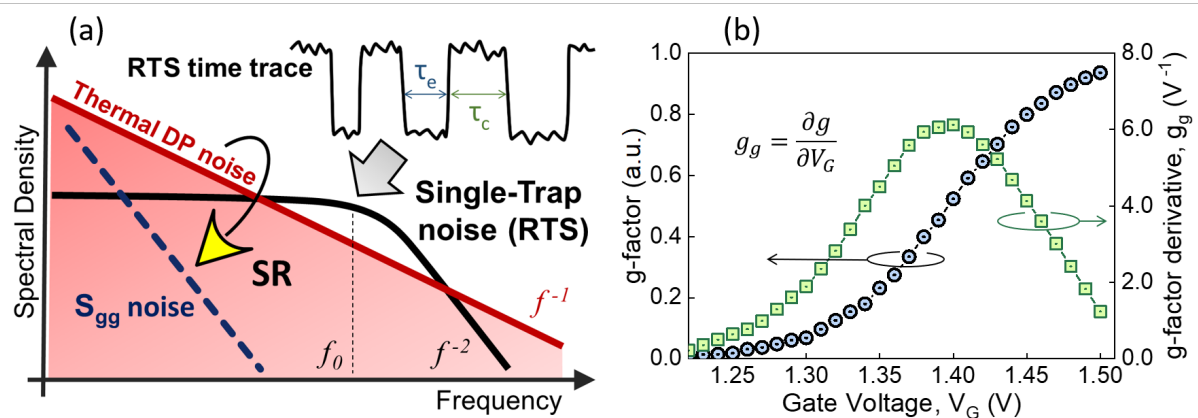 (a)
RTS time trace
τe
τc
Thermal DP noise
Single-Trap
noise (RTS)
SR
Sgg noise
f0
f-2
f-1
Spectral Density
Frequency
(b)
gg = ∂g / ∂VG
1.0
0.8
0.6
0.4
0.2
0.0
g-factor (a.u.)
8.0
6.0
4.0
2.0
0.0
g-factor derivative, gg (V-1)
1.25 1.30 1.35 1.40 1.45 1.50
Gate Voltage, VG (V)